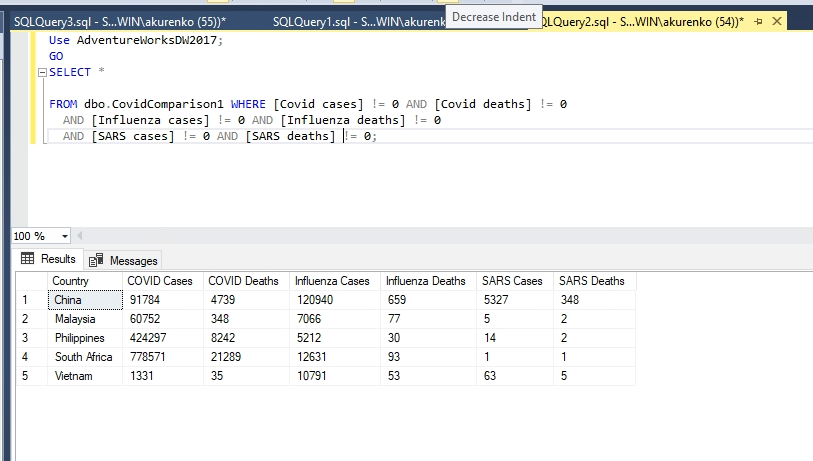 SQLQuery3.sql - S...WIN\akurenko (55))* SQLQuery1.sql - S...WIN\akurenk Decrease Indent QLQuery2.sql - S...WIN\akurenko (54))*
Use AdventureWorksDW2017;
GO
SELECT *
FROM dbo.CovidComparison1 WHERE [Covid cases] != 0 AND [Covid deaths] != 0
AND [Influenza cases] != 0 AND [Influenza deaths] != 0
AND [SARS cases] != 0 AND [SARS deaths] != 0;
100 %
Results Messages
Country COVID Cases COVID Deaths Influenza Cases Influenza Deaths SARS Cases SARS Deaths
1 China 91784 4739 120940 659 5327 348
2 Malaysia 60752 348 7066 77 5 2
3 Philippines 424297 8242 5212 30 14 2
4 South Africa 778571 21289 12631 93 1 1
5 Vietnam 1331 35 10791 53 63 5